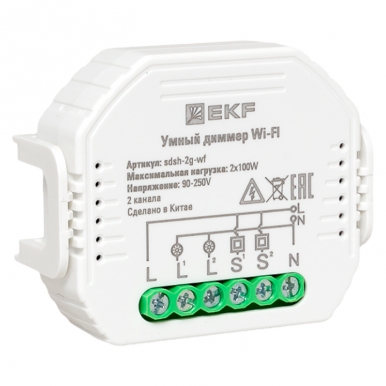 EKF
Умный диммер Wi-FI
Артикул: sdsh-2g-wf
Максимальная нагрузка: 2x100W
Напряжение: 90-250V
2 канала
Сделано в Китае
EAC
L
N
L L¹ L² S¹ S² N